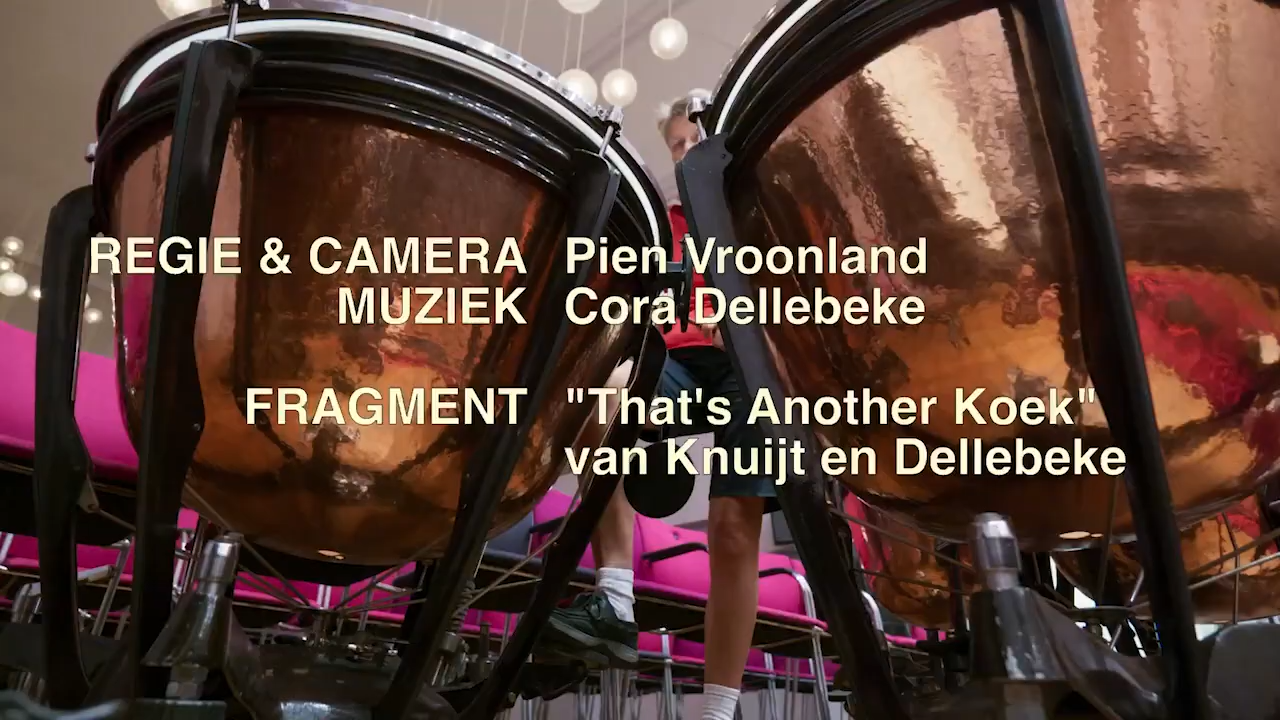 REGIE & CAMERA Pien Vroonland
MUZIEK Cora Dellebeke
FRAGMENT "That's Another Koek"
van Knuijt en Dellebeke